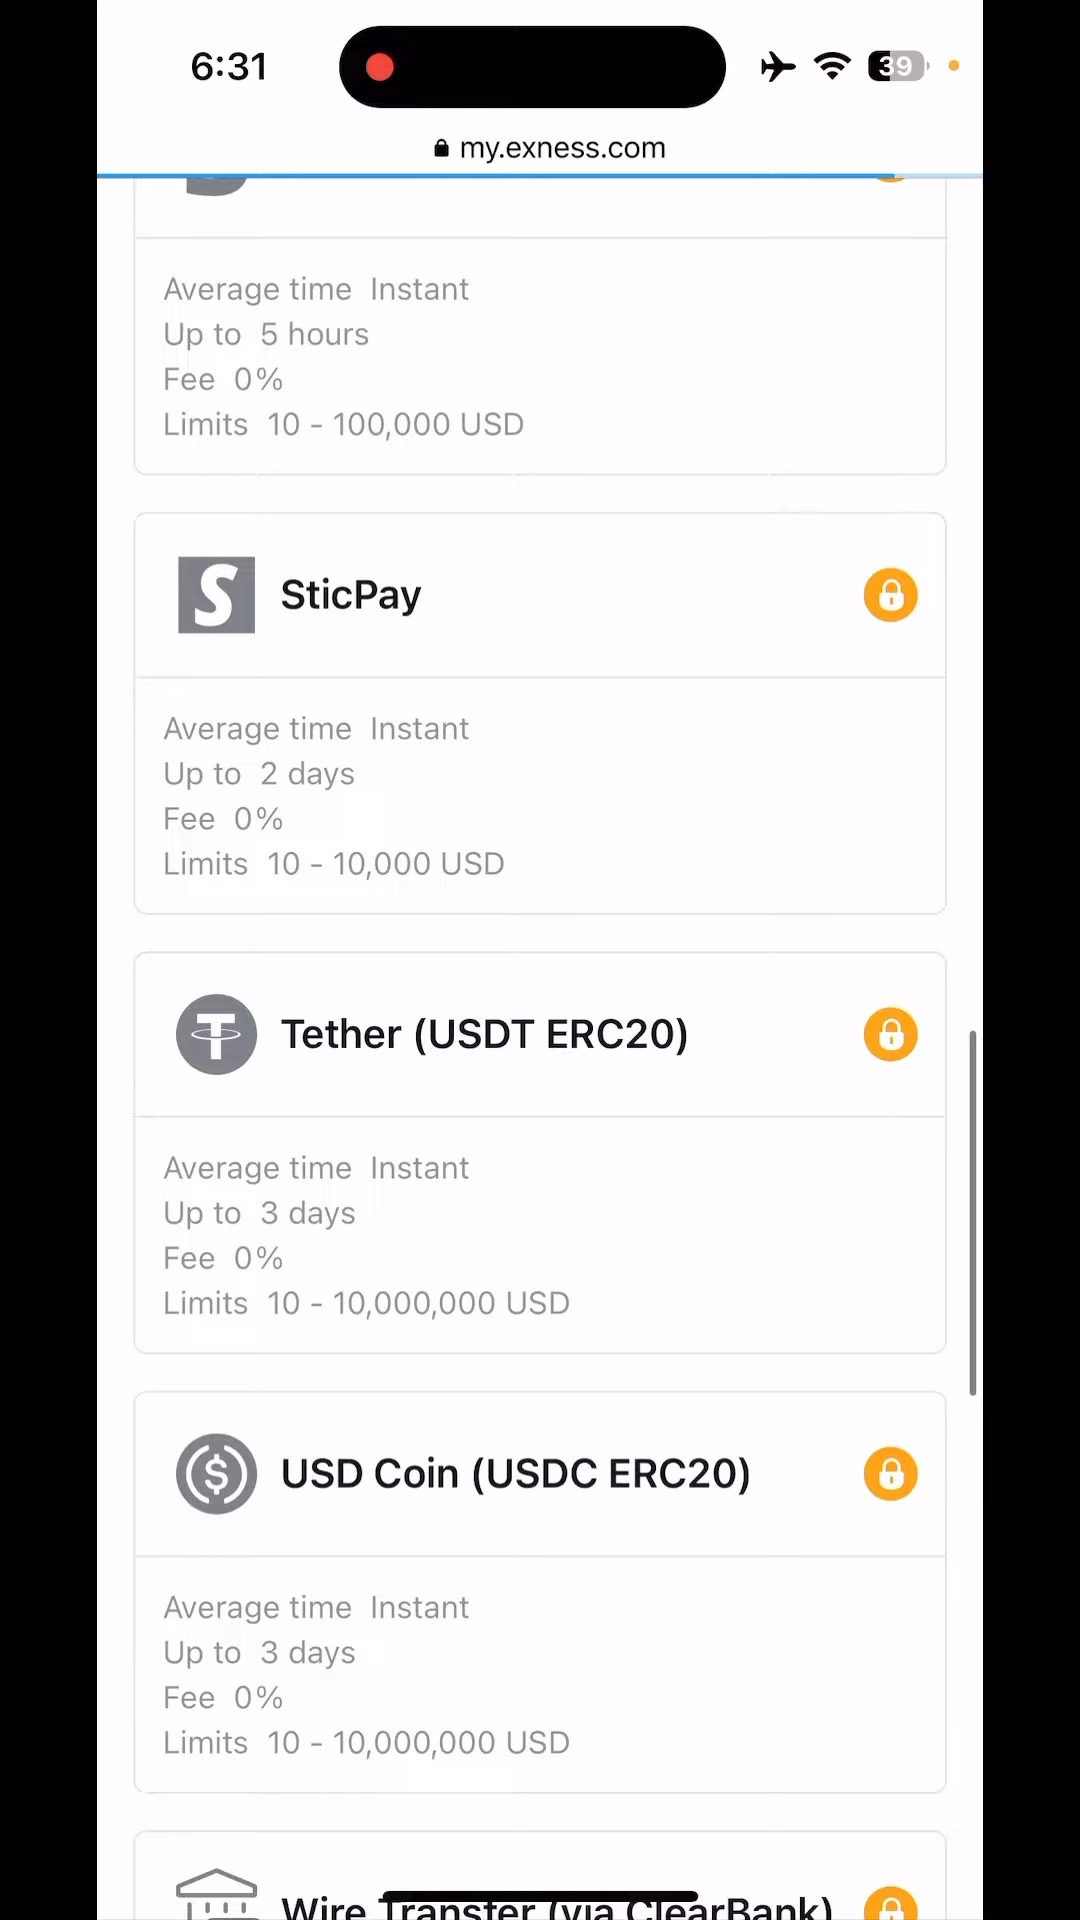 6:31
39
my.exness.com
Average time Instant
Up to 5 hours
Fee 0%
Limits 10 - 100,000 USD
S SticPay
Average time Instant
Up to 2 days
Fee 0%
Limits 10 - 10,000 USD
Tether (USDT ERC20)
Average time Instant
Up to 3 days
Fee 0%
Limits 10 - 10,000,000 USD
USD Coin (USDC ERC20)
Average time Instant
Up to 3 days
Fee 0%
Limits 10 - 10,000,000 USD
Wire Transfer (via ClearBank)